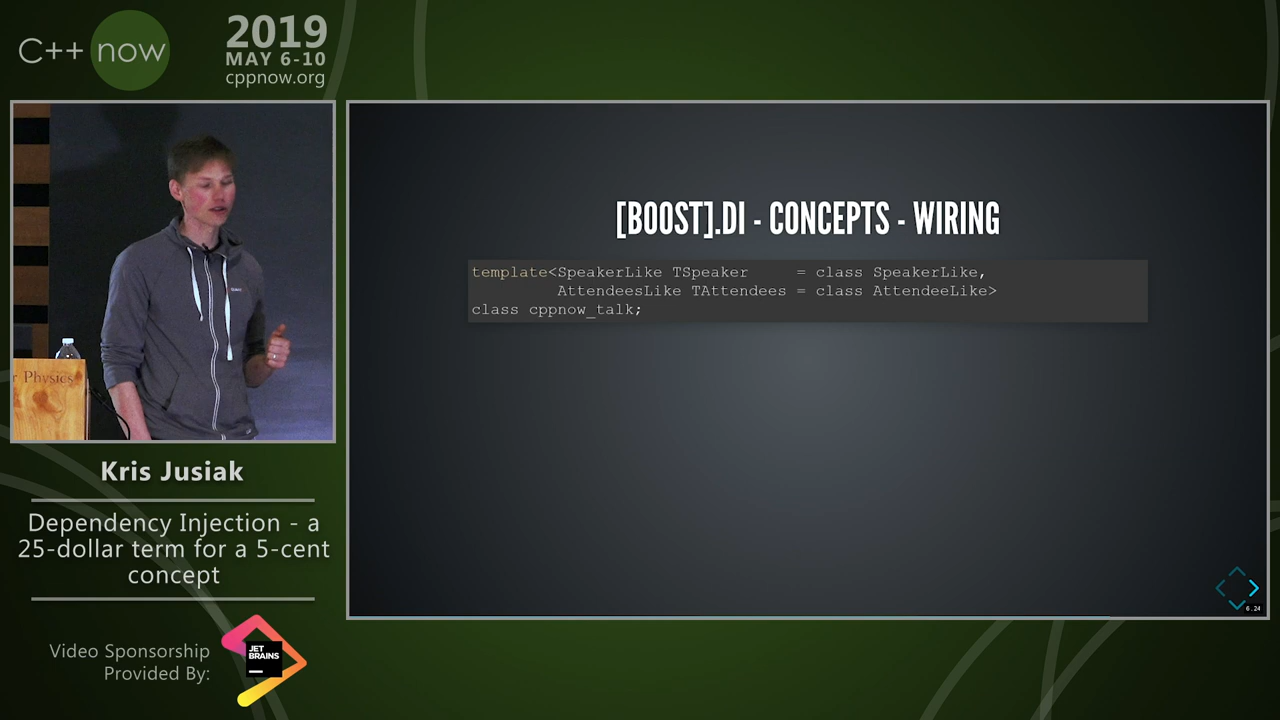 C++ now
2019
MAY 6-10
cppnow.org
r Physics
[BOOST].DI - CONCEPTS - WIRING
template<SpeakerLike TSpeaker     = class SpeakerLike,
         AttendeesLike TAttendees = class AttendeeLike>
class cppnow_talk;
6.24
Kris Jusiak
Dependency Injection - a
25-dollar term for a 5-cent
concept
Video Sponsorship
Provided By:
JET
BRAINS